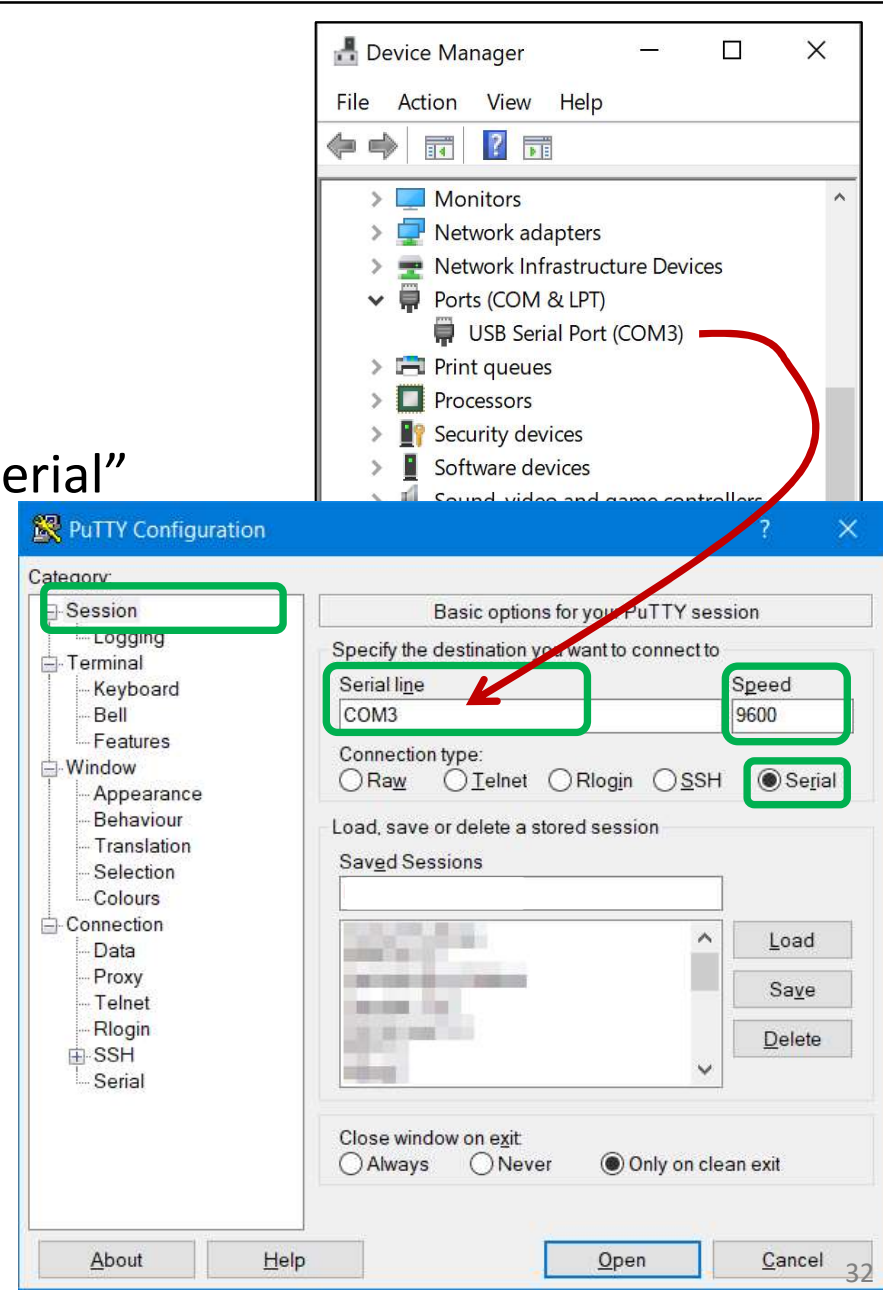 Device Manager
File Action View Help
Monitors
Network adapters
Network Infrastructure Devices
Ports (COM & LPT)
USB Serial Port (COM3)
Print queues
Processors
Security devices
Software devices
Sound, video and game controllers
erial”
PuTTY Configuration ?
Category:
Session
Logging
Terminal
Keyboard
Bell
Features
Window
Appearance
Behaviour
Translation
Selection
Colours
Connection
Data
Proxy
Telnet
Rlogin
SSH
Serial
Basic options for your PuTTY session
Specify the destination you want to connect to
Serial line Speed
COM3 9600
Connection type:
Raw Telnet Rlogin SSH Serial
Load, save or delete a stored session
Saved Sessions
Load
Save
Delete
Close window on exit:
Always Never Only on clean exit
About Help Open Cancel
32